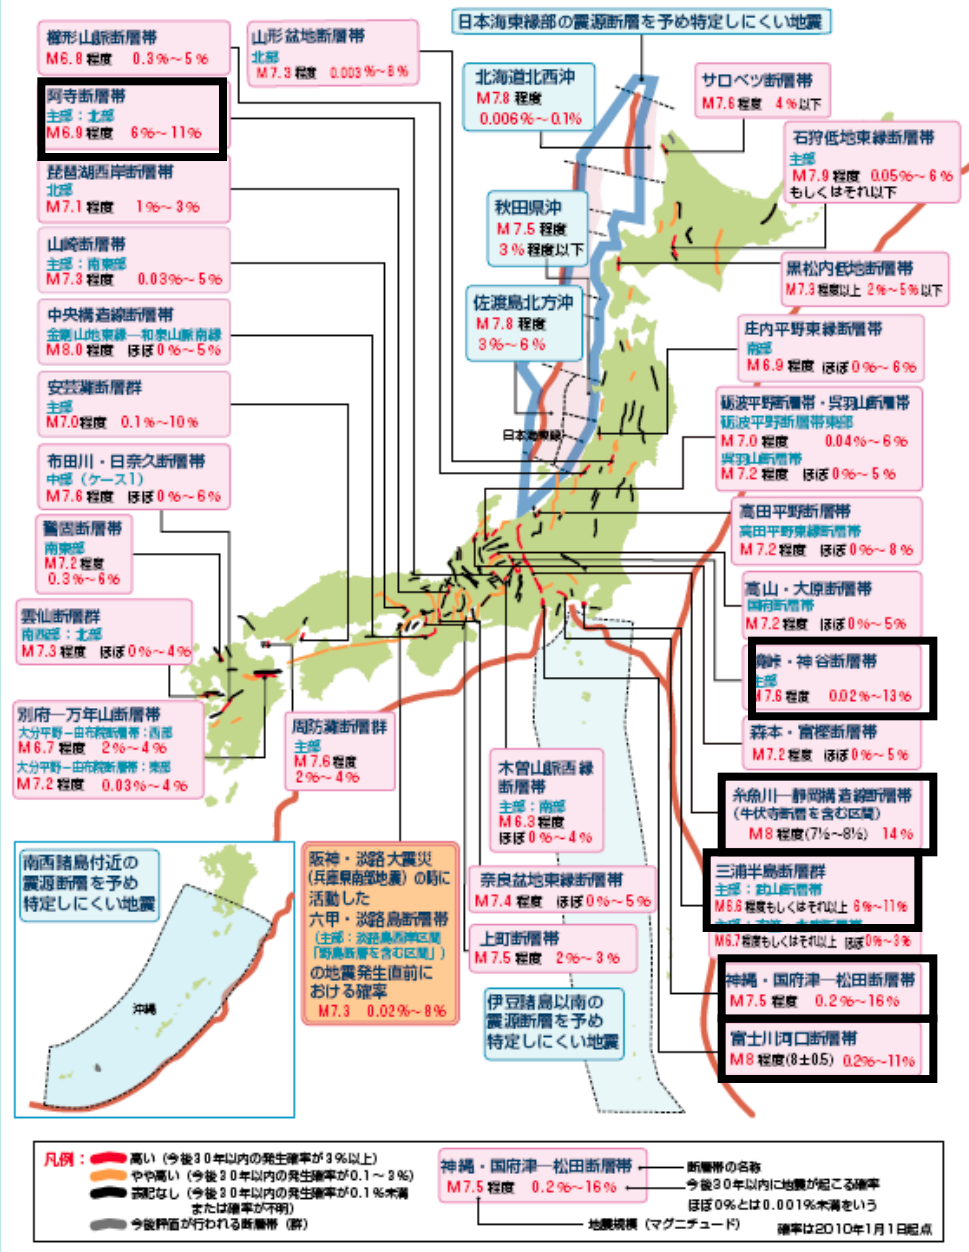 日本海東縁部の震源断層を予め特定しにくい地震
櫛形山脈断層帯
M6.8 程度 0.3%～5%
山形盆地断層帯
北部
M7.3 程度 0.003%～8%
阿寺断層帯
主部：北部
M6.9 程度 6%～11%
琵琶湖西岸断層帯
北部
M7.1 程度 1%～3%
山崎断層帯
主部：南東部
M7.3 程度 0.03%～5%
中央構造線断層帯
金剛山地東縁―和泉山脈南縁
M8.0 程度 ほぼ0%～5%
安芸灘断層群
主部
M7.0程度 0.1%～10%
布田川・日奈久断層帯
中部（ケース1）
M7.6 程度 ほぼ0%～6%
警固断層帯
南東部
M7.2 程度
0.3%～6%
雲仙断層群
南西部：北部
M7.3 程度 ほぼ0%～4%
別府―万年山断層帯
大分平野―由布院断層帯：西部
M6.7 程度 2%～4%
大分平野―由布院断層帯：東部
M7.2 程度 0.03%～4%
周防灘断層群
主部
M7.6 程度
2%～4%
北海道北西沖
M7.8 程度
0.006%～0.1%
秋田県沖
M7.5 程度
3%程度以下
佐渡島北方沖
M7.8 程度
3%～6%
日本海東縁
サロベツ断層帯
M7.6 程度 4%以下
石狩低地東縁断層帯
主部
M7.9 程度 0.05%～6%
もしくはそれ以下
黒松内低地断層帯
M7.3 程度以上 2%～5%以下
庄内平野東縁断層帯
南部
M6.9 程度 ほぼ0%～6%
砺波平野断層帯・呉羽山断層帯
砺波平野断層帯東部
M7.0 程度 0.04%～6%
呉羽山断層帯
M7.2 程度 ほぼ0%～5%
高田平野断層帯
高田平野東縁断層帯
M7.2 程度 ほぼ0%～8%
高山・大原断層帯
国府断層帯
M7.2 程度 ほぼ0%～5%
峠・神谷断層帯
主部
M7.6 程度 0.02%～13%
森本・富樫断層帯
M7.2 程度 ほぼ0%～5%
糸魚川―静岡構造線断層帯
（牛伏寺断層を含む区間）
M8 程度(7½～8½) 14%
三浦半島断層群
主部：武山断層帯
M6.6 程度もしくはそれ以上 6%～11%
M6.7程度もしくはそれ以上 ほぼ0%～3%
神縄・国府津―松田断層帯
M7.5 程度 0.2%～16%
富士川河口断層帯
M8 程度(8±0.5) 0.2%～11%
木曽山脈西縁
断層帯
主部：南部
M6.3 程度
ほぼ0%～4%
奈良盆地東縁断層帯
M7.4 程度 ほぼ0%～5%
上町断層帯
M7.5 程度 2%～3%
阪神・淡路大震災
（兵庫県南部地震）の時に
活動した
六甲・淡路島断層帯
（主部：淡路島西岸区間
「野島断層を含む区間」）
の地震発生直前に
おける確率
M7.3 0.02%～8%
伊豆諸島以南の
震源断層を予め
特定しにくい地震
南西諸島付近の
震源断層を予め
特定しにくい地震
沖縄
凡例：
高い（今後30年以内の発生確率が3%以上）
やや高い（今後30年以内の発生確率が0.1～3%）
表記なし（今後30年以内の発生確率が0.1%未満
または確率が不明）
今後評価が行われる断層帯（群）
神縄・国府津―松田断層帯
M7.5 程度 0.2%～16%
断層帯の名称
今後30年以内に地震が起こる確率
ほぼ0%とは0.001%未満をいう
地震規模（マグニチュード）
確率は2010年1月1日起点